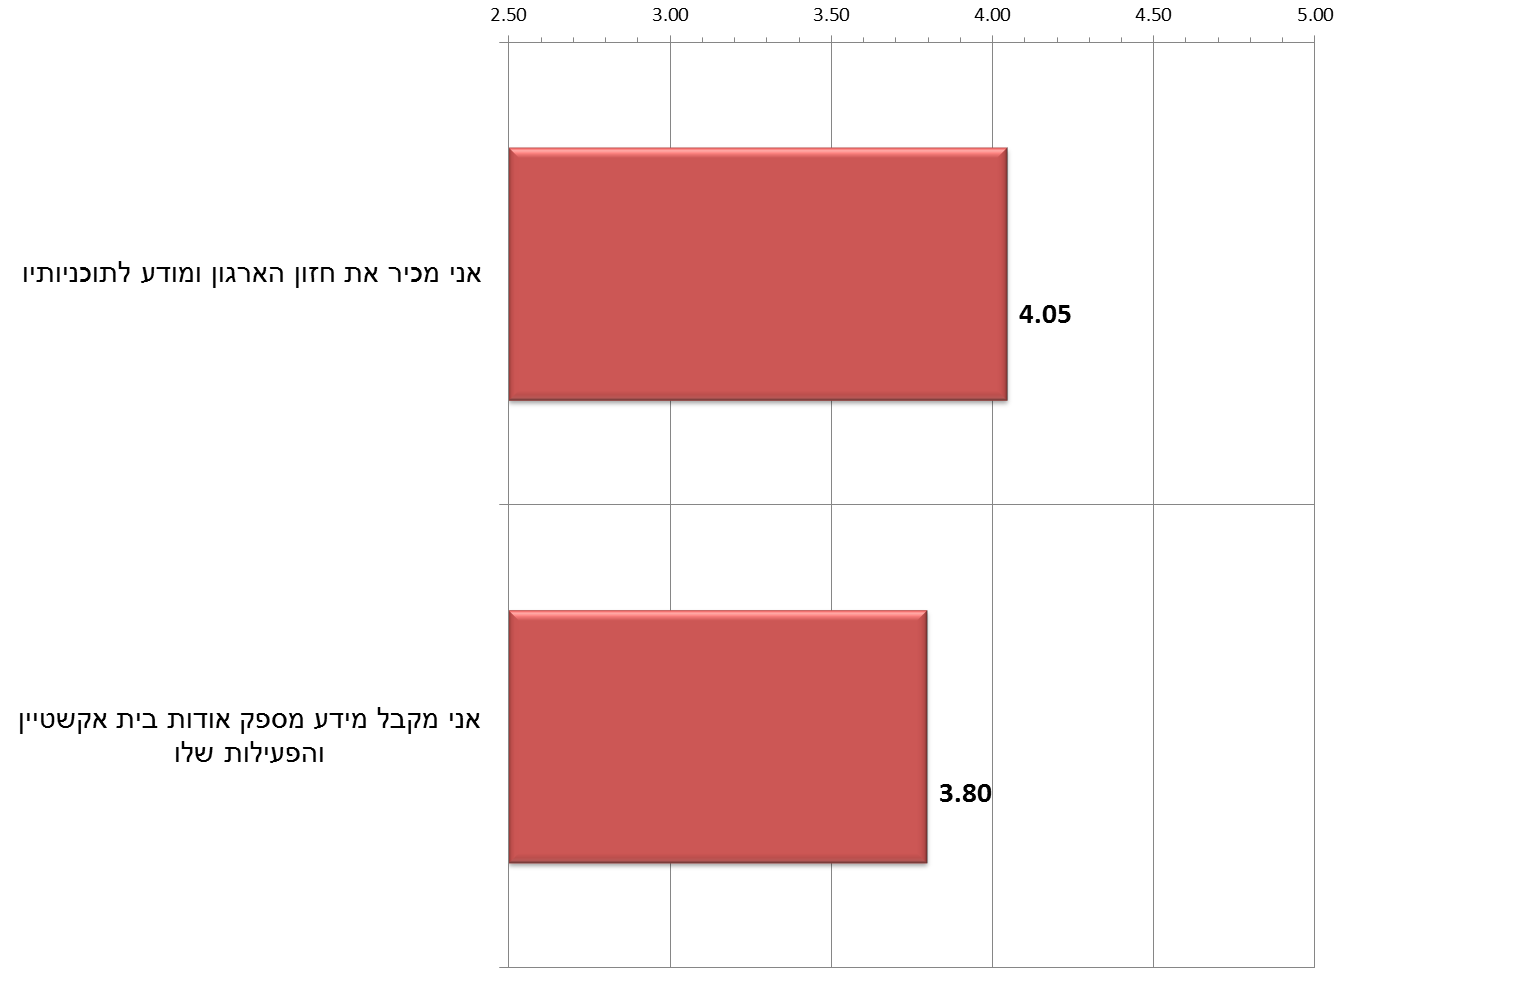 2.50 3.00 3.50 4.00 4.50 5.00
אני מכיר את חזון הארגון ומודע לתוכניותיו
4.05
אני מקבל מידע מספק אודות בית אקשטיין
והפעילות שלו
3.80